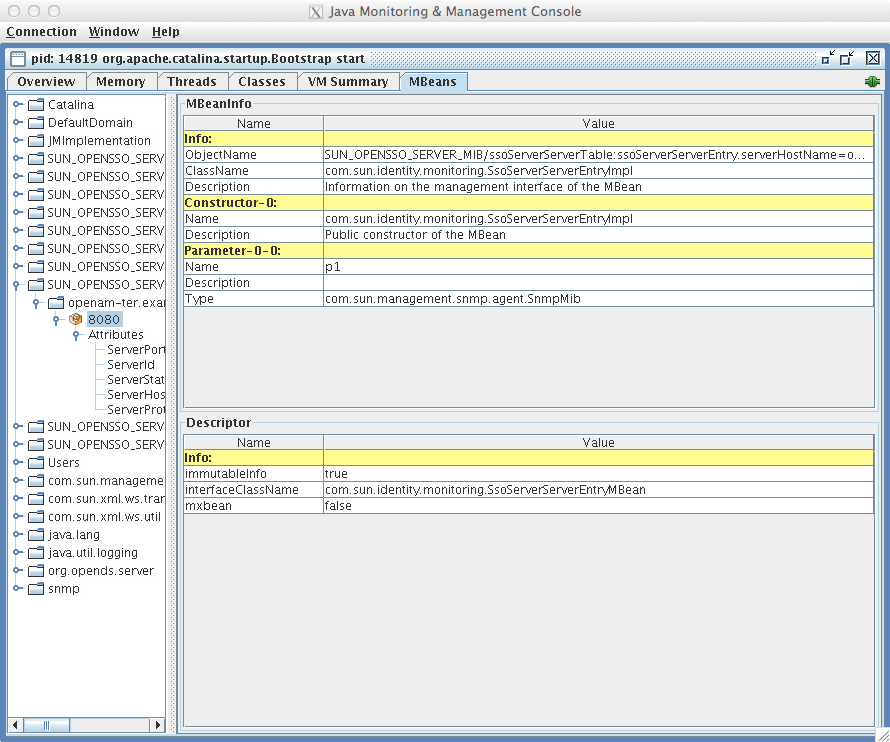 Java Monitoring & Management Console
Connection Window Help
pid: 14819 org.apache.catalina.startup.Bootstrap start
Overview Memory Threads Classes VM Summary MBeans
Catalina
DefaultDomain
JMImplementation
SUN_OPENSSO_SERV
SUN_OPENSSO_SERV
SUN_OPENSSO_SERV
SUN_OPENSSO_SERV
SUN_OPENSSO_SERV
SUN_OPENSSO_SERV
SUN_OPENSSO_SERV
SUN_OPENSSO_SERV
openam-ter.exa
8080
Attributes
ServerPort
ServerId
ServerStat
ServerHos
ServerProt
SUN_OPENSSO_SERV
SUN_OPENSSO_SERV
Users
com.sun.manageme
com.sun.xml.ws.tran
com.sun.xml.ws.util
java.lang
java.util.logging
org.opends.server
snmp
MBeanInfo
Name Value
Info:
ObjectName SUN_OPENSSO_SERVER_MIB/ssoServerServerTable:ssoServerServerEntry.serverHostName=o...
ClassName com.sun.identity.monitoring.SsoServerServerEntryImpl
Description Information on the management interface of the MBean
Constructor-0:
Name com.sun.identity.monitoring.SsoServerServerEntryImpl
Description Public constructor of the MBean
Parameter-0-0:
Name p1
Description
Type com.sun.management.snmp.agent.SnmpMib
Descriptor
Name Value
Info:
immutableInfo true
interfaceClassName com.sun.identity.monitoring.SsoServerServerEntryMBean
mxbean false